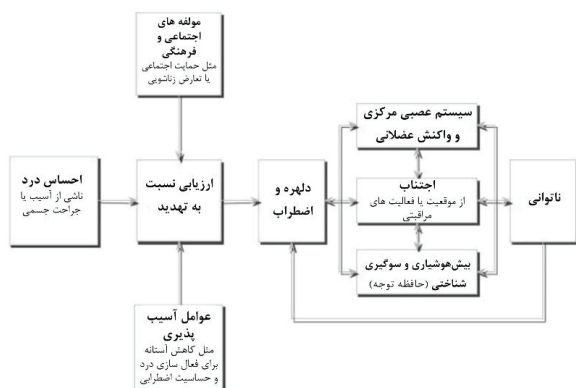 مولفه های
اجتماعی و
فرهنگی
مثل حمایت اجتماعی
یا تعارض زناشویی
احساس درد
ناشی از آسیب یا
جراحت جسمی
ارزیابی نسبت
به تهدید
عوامل آسیب
پذیری
مثل کاهش آستانه
برای فعال سازی درد
و حساسیت اضطرابی
دلهره و
اضطراب
سیستم عصبی مرکزی
و واکنش عضلانی
اجتناب
از موقعیت یا فعالیت های
مراقبتی
بیش‌هوشیاری و سوگیری
شناختی (حافظه توجه)
ناتوانی